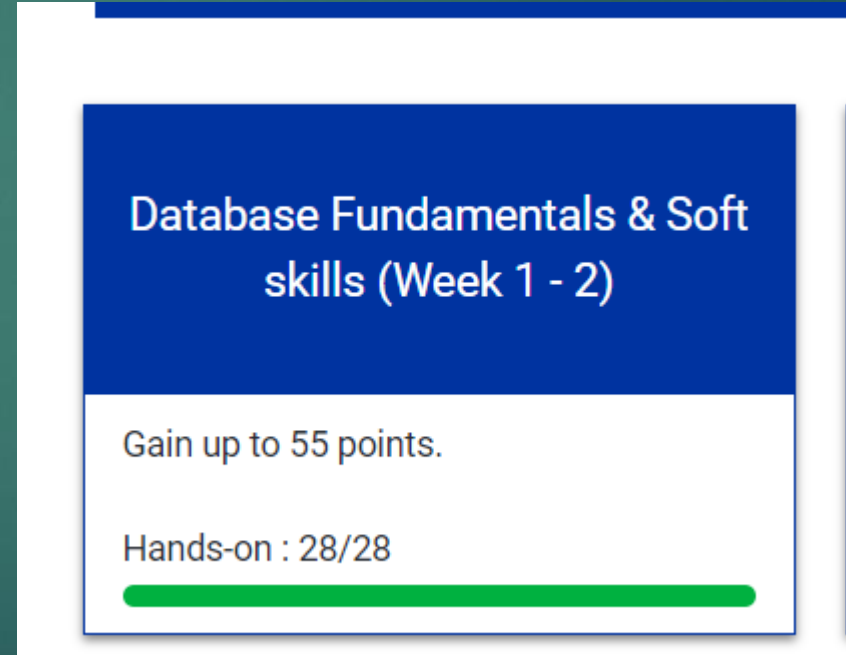 Database Fundamentals & Soft
skills (Week 1 - 2)
Gain up to 55 points.
Hands-on : 28/28